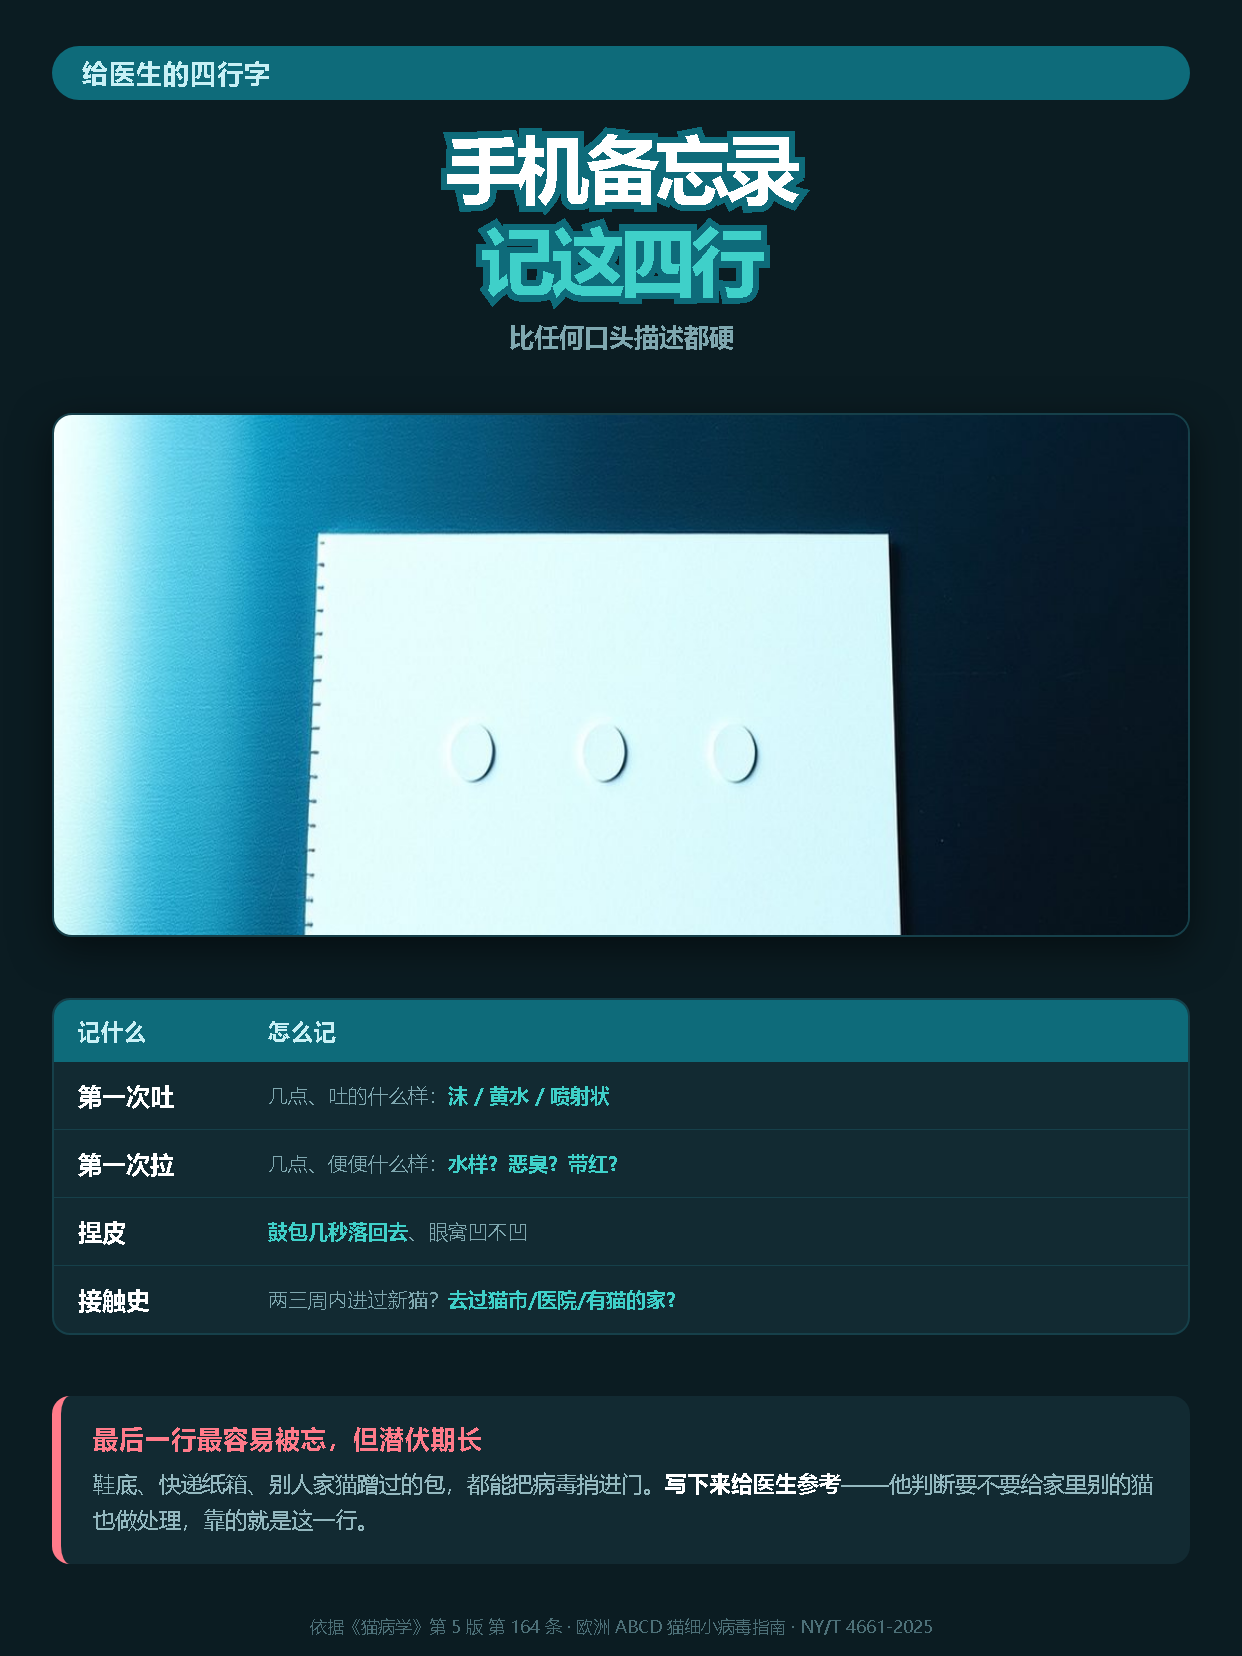 给医生的四行字
手机备忘录
记这四行
比任何口头描述都硬
记什么 怎么记
第一次吐 几点、吐的什么样：沫 / 黄水 / 喷射状
第一次拉 几点、便便什么样：水样？恶臭？带红？
捏皮 鼓包几秒落回去、眼窝凹不凹
接触史 两三周内进过新猫？去过猫市/医院/有猫的家？
最后一行最容易被忘，但潜伏期长
鞋底、快递纸箱、别人家猫蹭过的包，都能把病毒捎进门。写下来给医生参考——他判断要不要给家里别的猫
也做处理，靠的就是这一行。
依据《猫病学》第 5 版 第 164 条 · 欧洲 ABCD 猫细小病毒指南 · NY/T 4661-2025